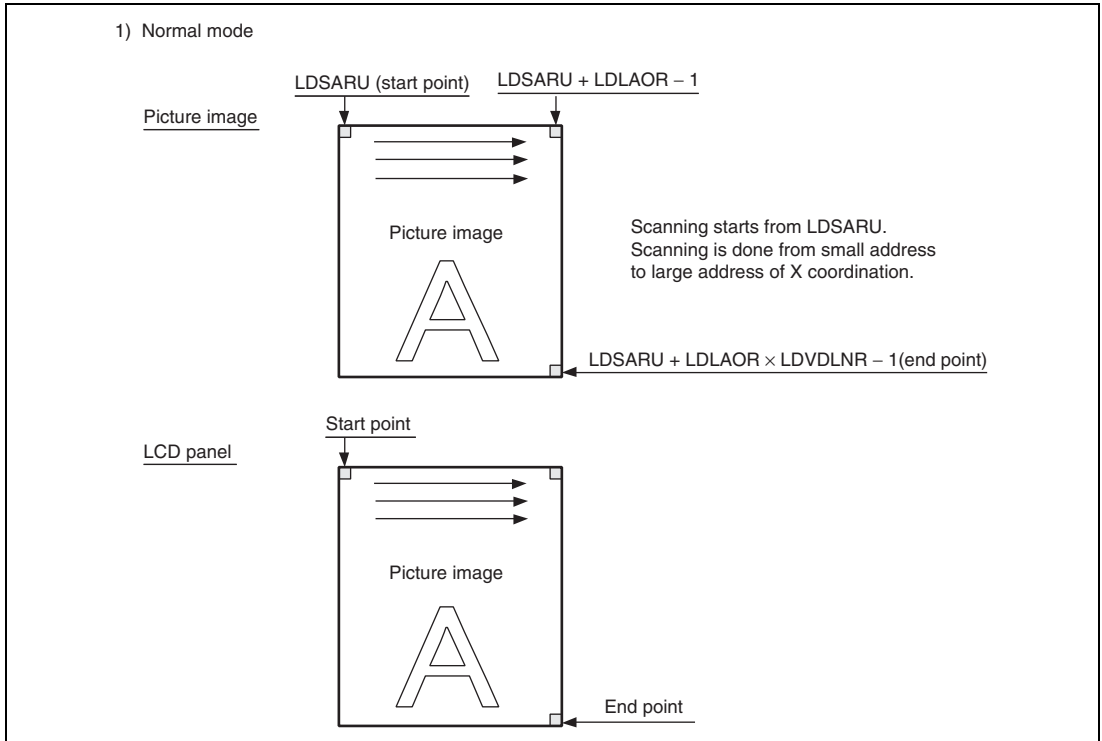 1) Normal mode
LDSARU (start point)
LDSARU + LDLAOR – 1
Picture image
Picture image
Scanning starts from LDSARU.
Scanning is done from small address
to large address of X coordination.
A
LDSARU + LDLAOR × LDVDLNR – 1(end point)
Start point
LCD panel
Picture image
A
End point